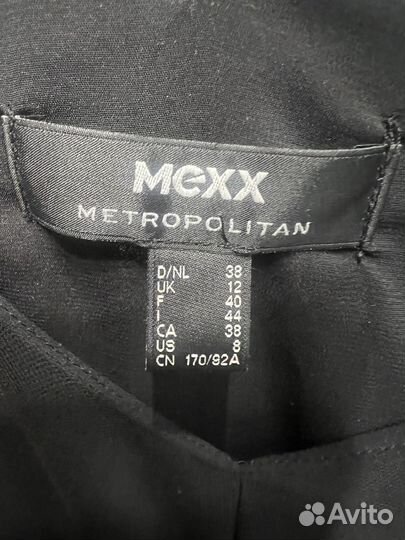 Mexx
METROPOLITAN
D/NL 38
UK 12
F 40
I 44
CA 38
US 8
CN 170/92A
Avito